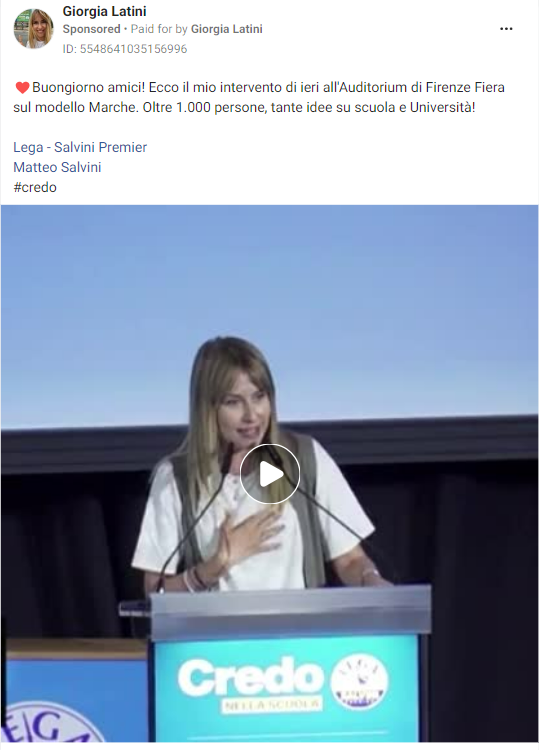 Giorgia Latini
Sponsored • Paid for by Giorgia Latini
ID: 5548641035156996
❤️Buongiorno amici! Ecco il mio intervento di ieri all'Auditorium di Firenze Fiera
sul modello Marche. Oltre 1.000 persone, tante idee su scuola e Università!
Lega - Salvini Premier
Matteo Salvini
#credo
Credo
NELLA SCUOLA
LEGA